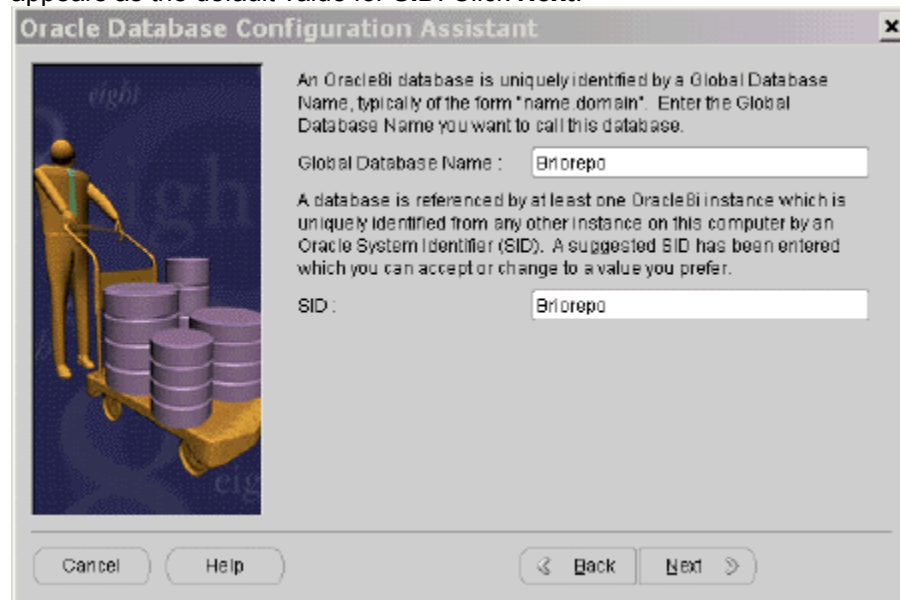 appears as the default value for SID. Click Next.
Oracle Database Configuration Assistant
eight
An Oracle8i database is uniquely identified by a Global Database
Name, typically of the form "name.domain". Enter the Global
Database Name you want to call this database.
Global Database Name :
Briorepo
A database is referenced by at least one Oracle8i instance which is
uniquely identified from any other instance on this computer by an
Oracle System Identifier (SID). A suggested SID has been entered
which you can accept or change to a value you prefer.
SID :
Briorepo
eigh
8
eig
Cancel
Help
Back
Next